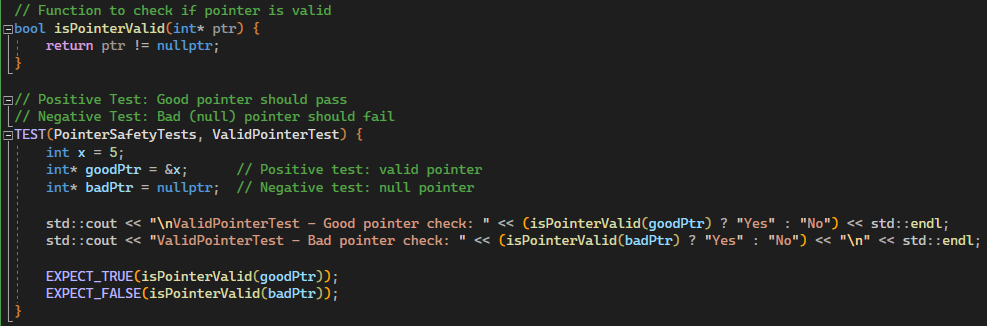 // Function to check if pointer is valid
bool isPointerValid(int* ptr) {
    return ptr != nullptr;
}

// Positive Test: Good pointer should pass
// Negative Test: Bad (null) pointer should fail
TEST(PointerSafetyTests, ValidPointerTest) {
    int x = 5;
    int* goodPtr = &x;      // Positive test: valid pointer
    int* badPtr = nullptr;  // Negative test: null pointer

    std::cout << "\nValidPointerTest – Good pointer check: " << (isPointerValid(goodPtr) ? "Yes" : "No") << std::endl;
    std::cout << "ValidPointerTest – Bad pointer check: " << (isPointerValid(badPtr) ? "Yes" : "No") << "\n" << std::endl;

    EXPECT_TRUE(isPointerValid(goodPtr));
    EXPECT_FALSE(isPointerValid(badPtr));
}